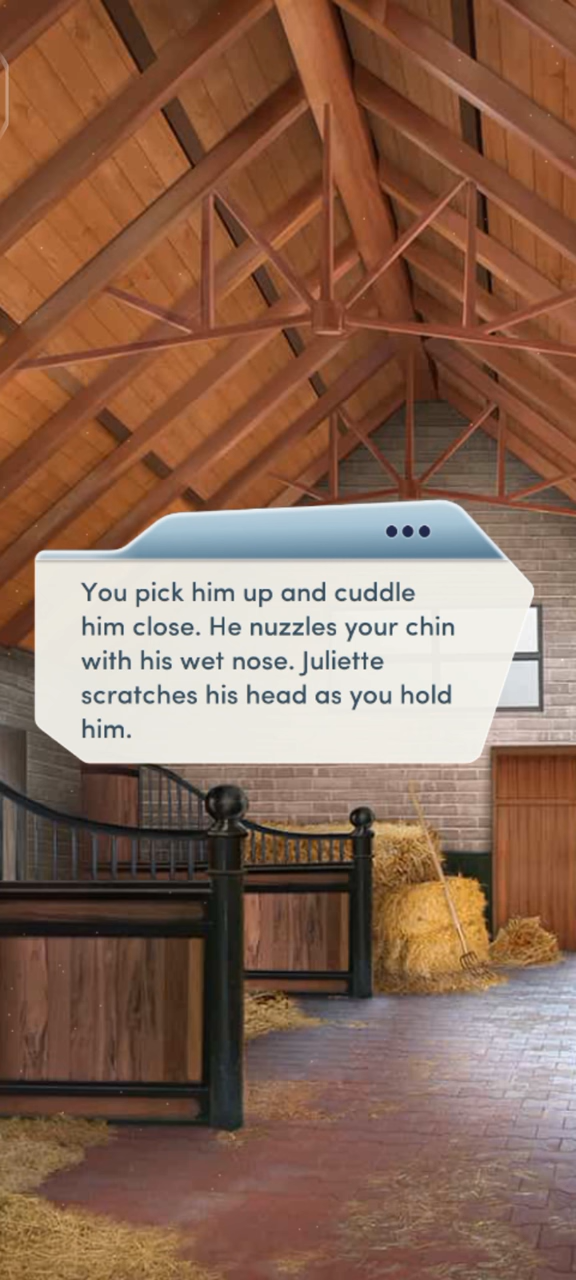 You pick him up and cuddle
him close. He nuzzles your chin
with his wet nose. Juliette
scratches his head as you hold
him.